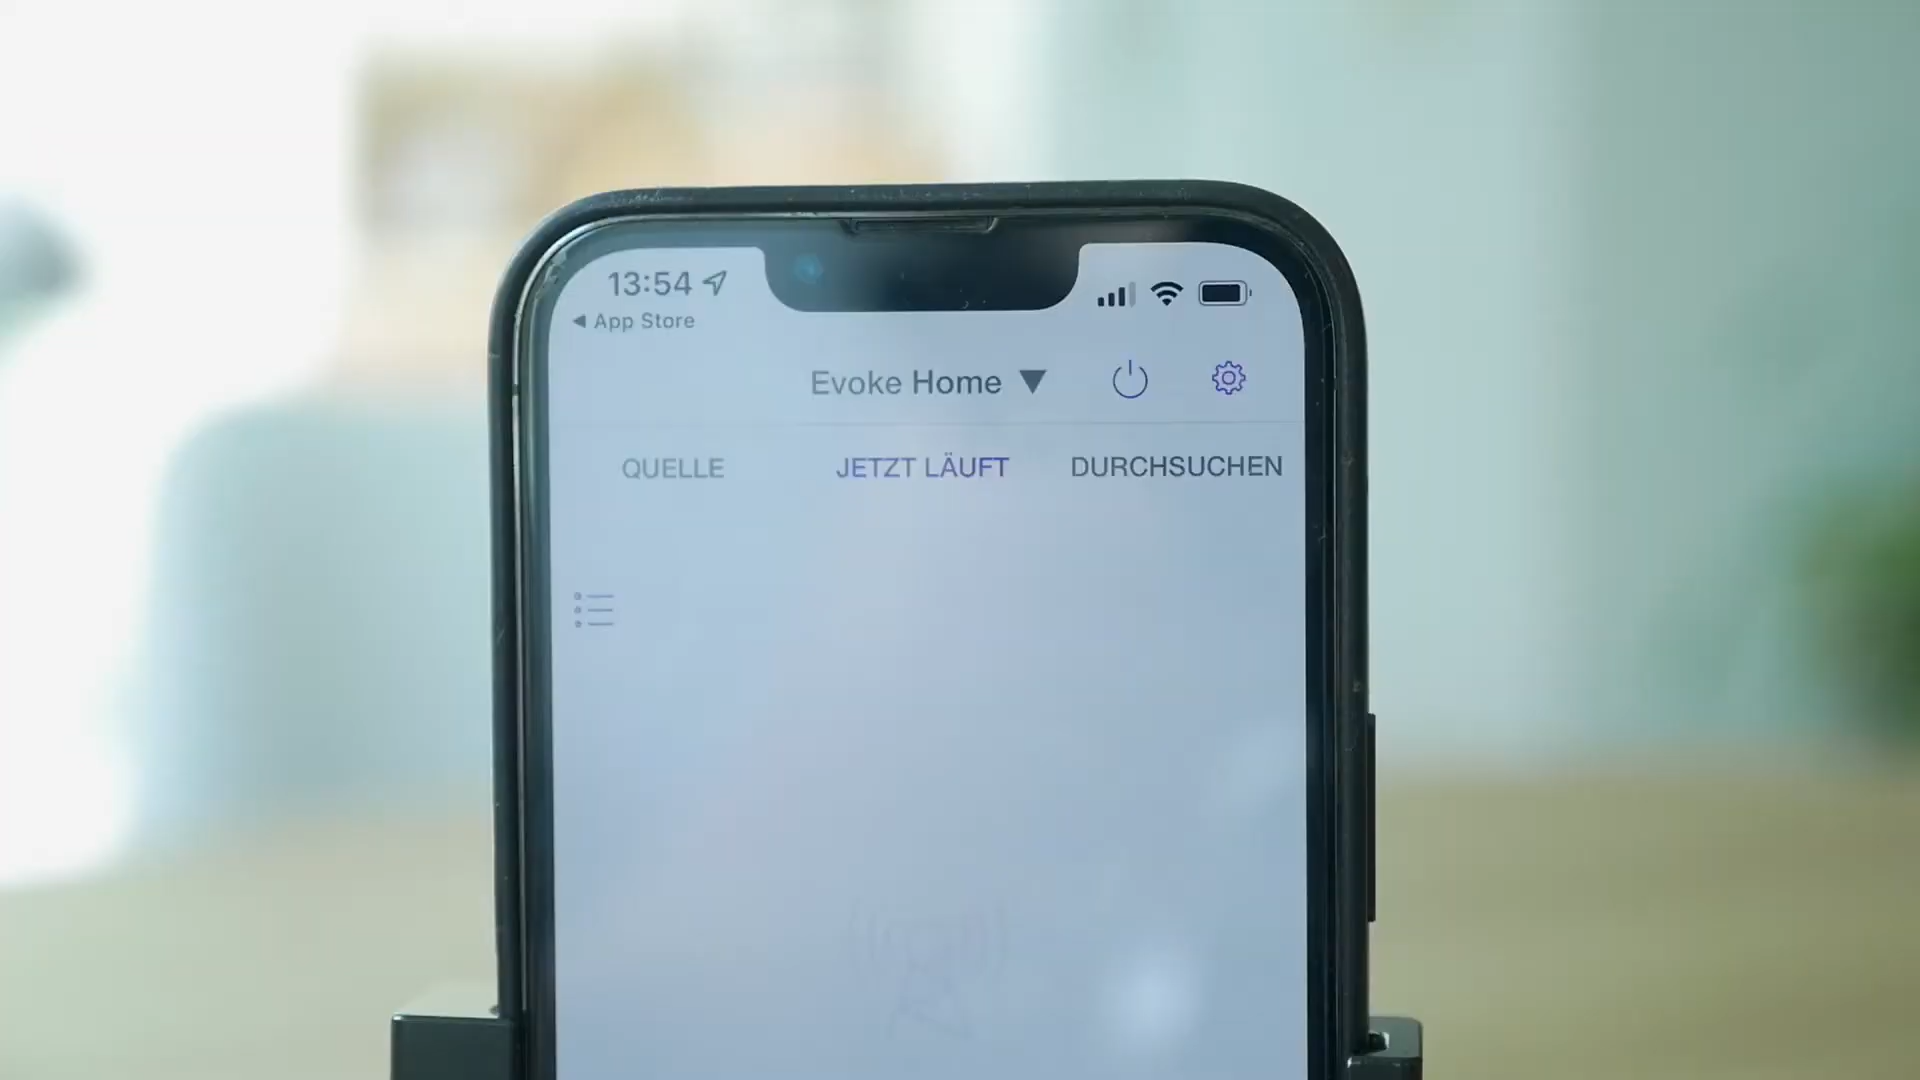 13:54
◀ App Store
Evoke Home ▼
QUELLE JETZT LÄUFT DURCHSUCHEN